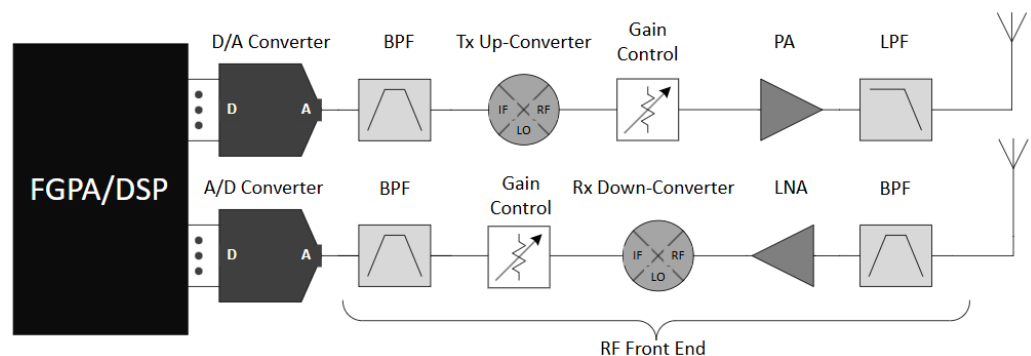 D/A Converter
BPF
Tx Up-Converter
Gain
Control
PA
LPF
D
A
IF
RF
LO
FGPA/DSP
A/D Converter
BPF
Gain
Control
Rx Down-Converter
LNA
BPF
D
A
IF
RF
LO
RF Front End